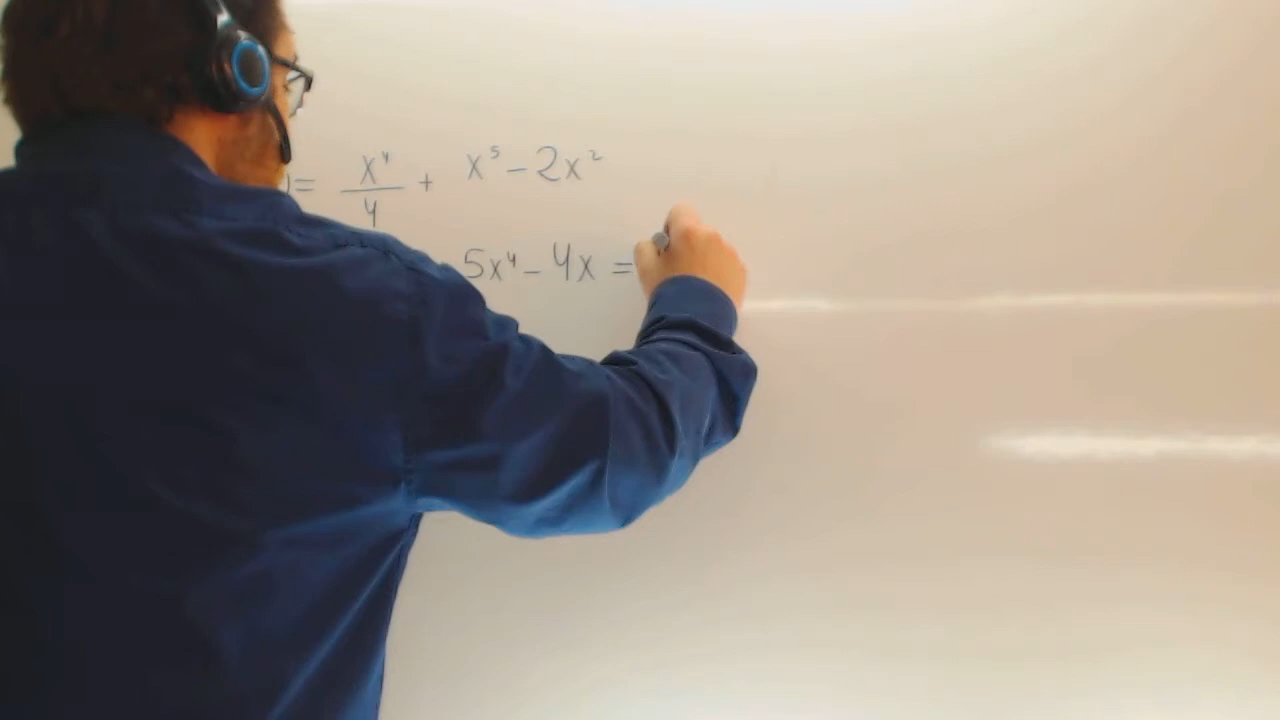 )= x⁴/4 + x⁵ - 2x²
5x⁴ - 4x =